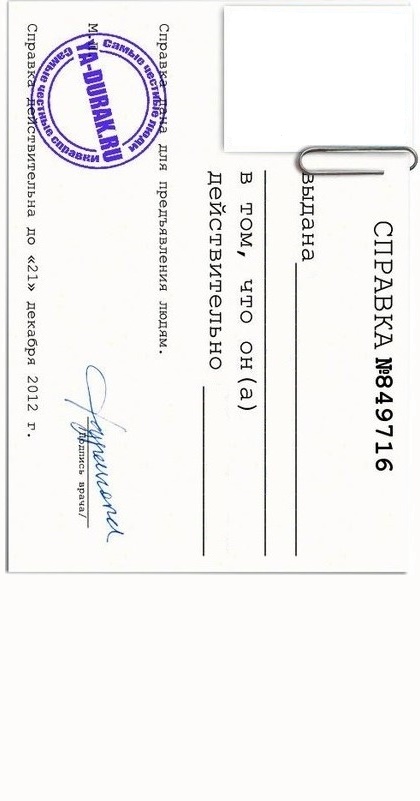 СПРАВКА №849716
выдана
в том, что он(а)
действительно
Справка дана для предъявления людям.
М.П.
/подпись врача/
Справка действительна до «21» декабря 2012 г.
Самые честные люди
YA-DURAK.RU
Самые честные справки